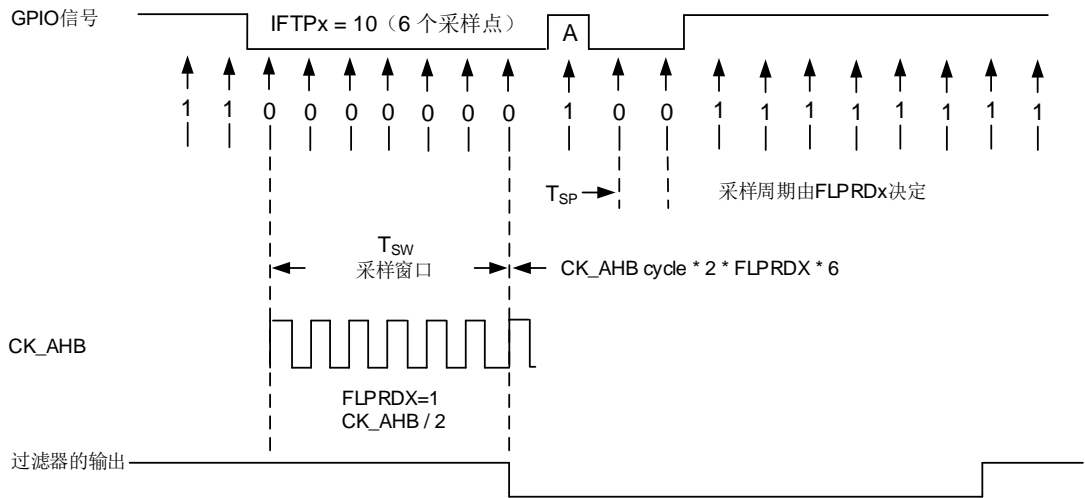 GPIO信号
IFTPx = 10（6 个采样点）
A
1 1 0 0 0 0 0 0 0 1 0 0 1 1 1 1 1 1 1 1 1
TSP
采样周期由FLPRDx决定
TSW
采样窗口
CK_AHB cycle * 2 * FLPRDX * 6
CK_AHB
FLPRDX=1
CK_AHB / 2
过滤器的输出